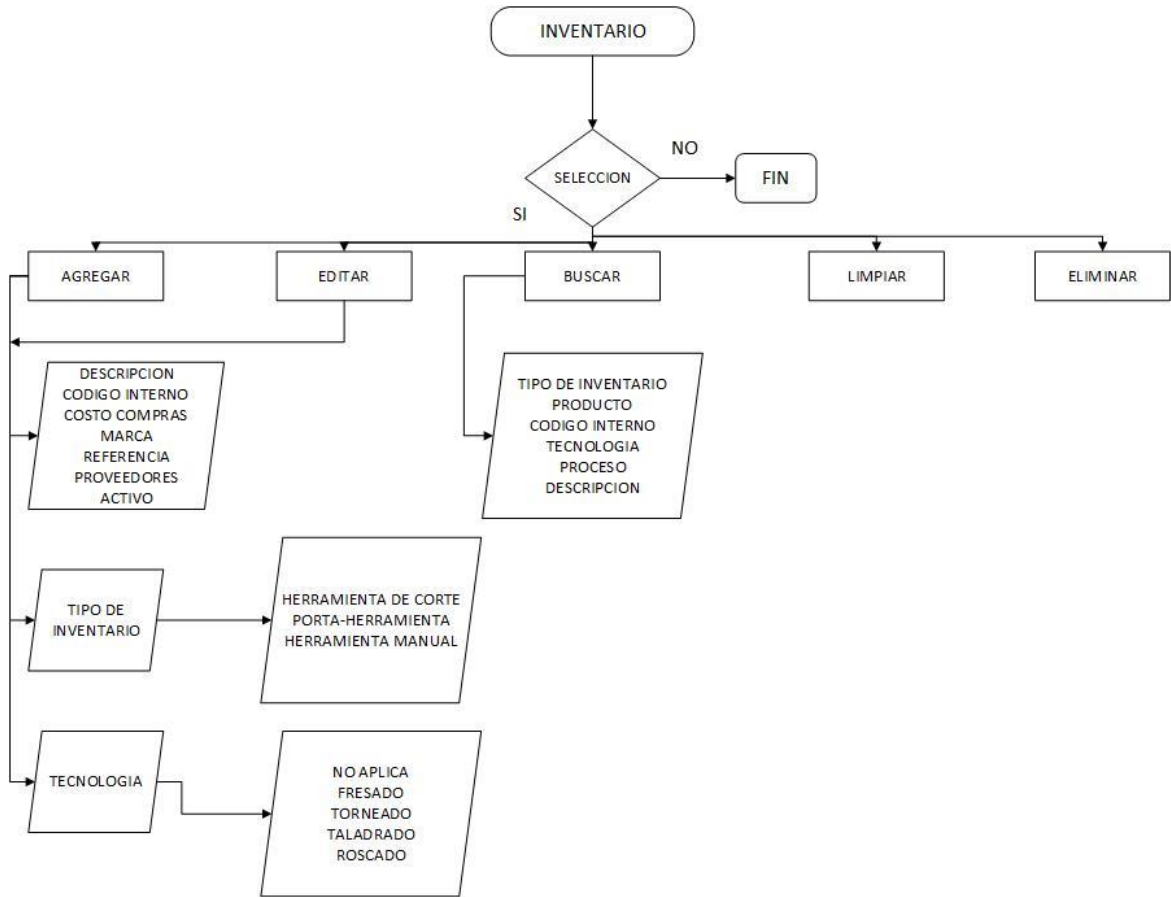 INVENTARIO
SELECCION
NO
FIN
SI
AGREGAR
EDITAR
BUSCAR
LIMPIAR
ELIMINAR
DESCRIPCION
CODIGO INTERNO
COSTO COMPRAS
MARCA
REFERENCIA
PROVEEDORES
ACTIVO
TIPO DE INVENTARIO
PRODUCTO
CODIGO INTERNO
TECNOLOGIA
PROCESO
DESCRIPCION
TIPO DE
INVENTARIO
HERRAMIENTA DE CORTE
PORTA-HERRAMIENTA
HERRAMIENTA MANUAL
TECNOLOGIA
NO APLICA
FRESADO
TORNEADO
TALADRADO
ROSCADO